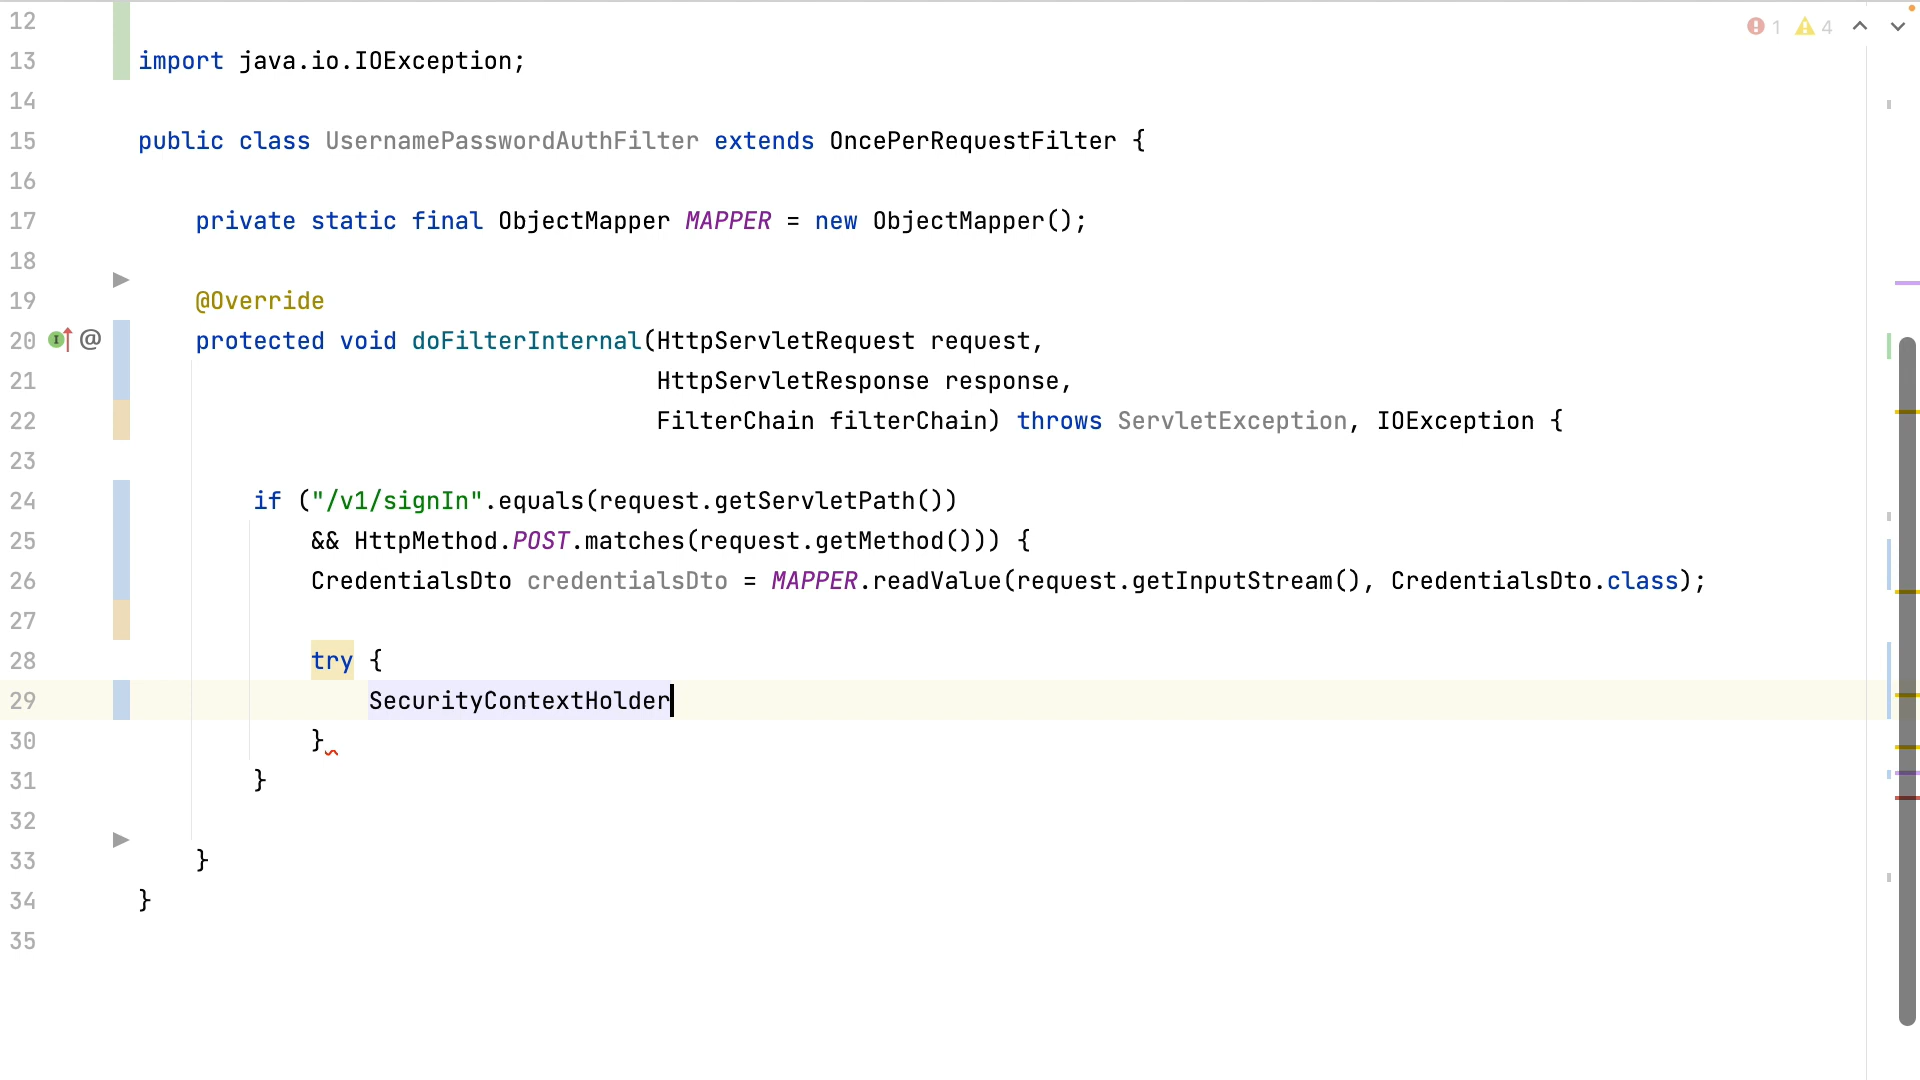 12
13 import java.io.IOException;
14
15 public class UsernamePasswordAuthFilter extends OncePerRequestFilter {
16
17 private static final ObjectMapper MAPPER = new ObjectMapper();
18
19 @Override
20 @ protected void doFilterInternal(HttpServletRequest request,
21 HttpServletResponse response,
22 FilterChain filterChain) throws ServletException, IOException {
23
24 if ("/v1/signIn".equals(request.getServletPath())
25 && HttpMethod.POST.matches(request.getMethod())) {
26 CredentialsDto credentialsDto = MAPPER.readValue(request.getInputStream(), CredentialsDto.class);
27
28 try {
29 SecurityContextHolder
30 }
31 }
32
33 }
34 }
35
1 4